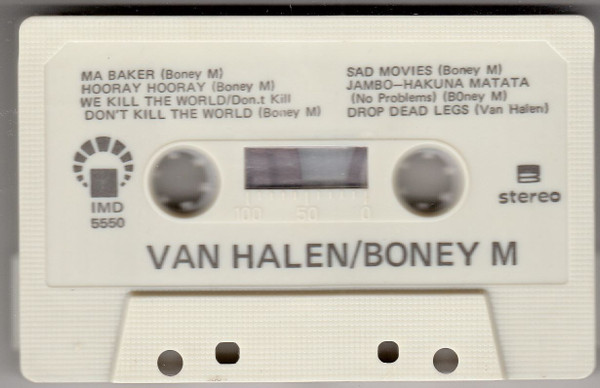 MA BAKER (Boney M)
HOORAY HOORAY (Boney M)
WE KILL THE WORLD/Don.t Kill
DON'T KILL THE WORLD (Boney M)
SAD MOVIES (Boney M)
JAMBO—HAKUNA MATATA
(No Problems) (B0ney M)
DROP DEAD LEGS (Van Halen)
IMD
5550
100 50 0
B
stereo
VAN HALEN/BONEY M